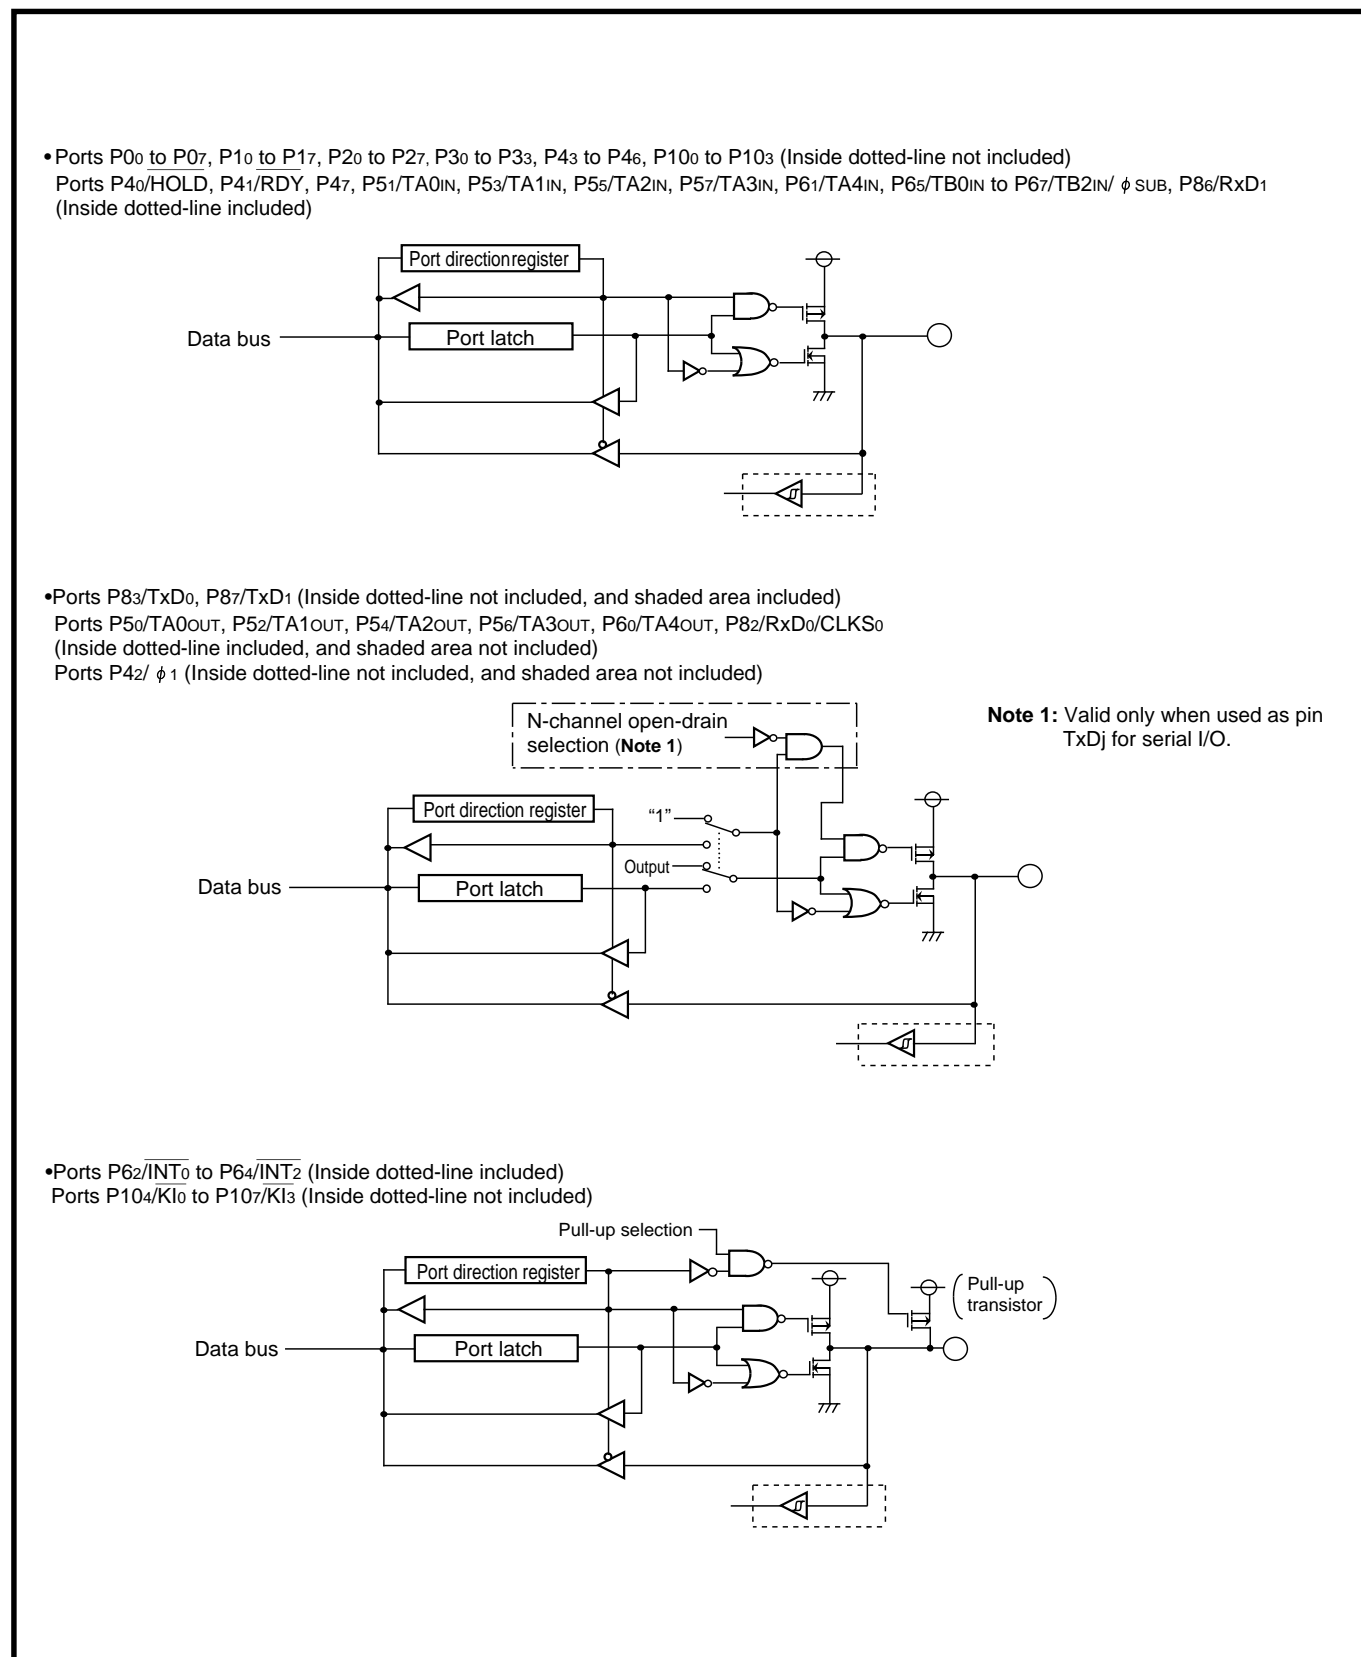 •Ports P00 to P07, P10 to P17, P20 to P27, P30 to P33, P43 to P46, P100 to P103 (Inside dotted-line not included)
Ports P40/HOLD, P41/RDY, P47, P51/TA0IN, P53/TA1IN, P55/TA2IN, P57/TA3IN, P61/TA4IN, P65/TB0IN to P67/TB2IN/ ϕ SUB, P86/RxD1
(Inside dotted-line included)
Port direction register
Data bus
Port latch
•Ports P83/TxD0, P87/TxD1 (Inside dotted-line not included, and shaded area included)
Ports P50/TA0OUT, P52/TA1OUT, P54/TA2OUT, P56/TA3OUT, P60/TA4OUT, P82/RxD0/CLKS0
(Inside dotted-line included, and shaded area not included)
Ports P42/ ϕ 1 (Inside dotted-line not included, and shaded area not included)
N-channel open-drain
selection (Note 1)
Note 1: Valid only when used as pin
TxDj for serial I/O.
Port direction register
“1”
Output
Data bus
Port latch
•Ports P62/INT0 to P64/INT2 (Inside dotted-line included)
Ports P104/KI0 to P107/KI3 (Inside dotted-line not included)
Pull-up selection
Port direction register
Pull-up
transistor
Data bus
Port latch